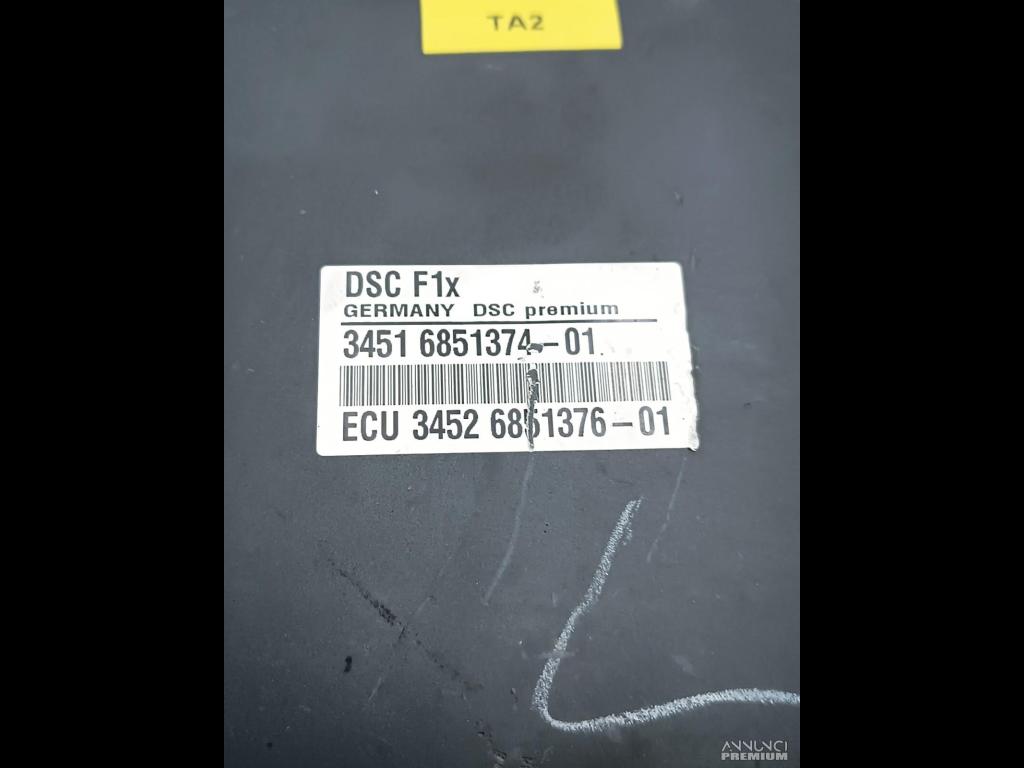 TA2
DSC F1x
GERMANY DSC premium
3451 6851374-01
ECU 3452 6851376-01
ANNUNCI
PREMIUM